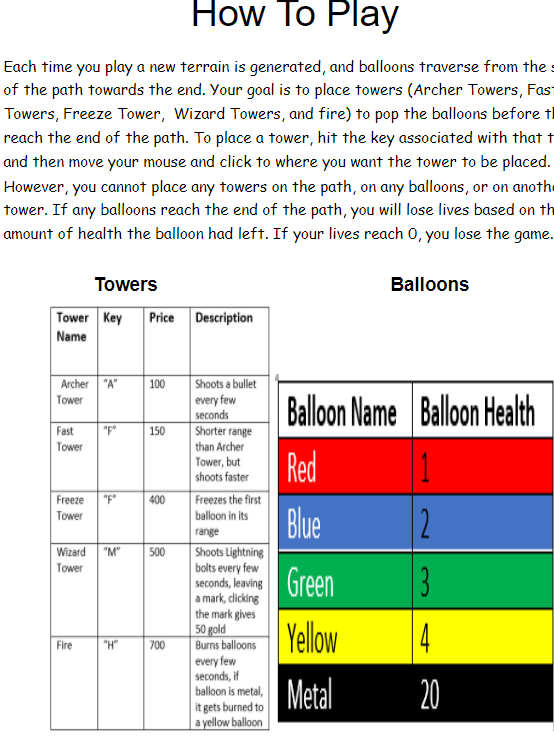 How To Play
Each time you play a new terrain is generated, and balloons traverse from the s
of the path towards the end. Your goal is to place towers (Archer Towers, Fast
Towers, Freeze Tower, Wizard Towers, and fire) to pop the balloons before th
reach the end of the path. To place a tower, hit the key associated with that t
and then move your mouse and click to where you want the tower to be placed.
However, you cannot place any towers on the path, on any balloons, or on anothe
tower. If any balloons reach the end of the path, you will lose lives based on th
amount of health the balloon had left. If your lives reach 0, you lose the game.
Towers
Tower Key Price Description
Name
Archer "A" 100 Shoots a bullet
Tower every few
seconds
Fast "F" 150 Shorter range
Tower than Archer
Tower, but
shoots faster
Freeze "F" 400 Freezes the first
Tower balloon in its
range
Wizard "M" 500 Shoots Lightning
Tower bolts every few
seconds, leaving
a mark, clicking
the mark gives
50 gold
Fire "H" 700 Burns balloons
every few
seconds, if
balloon is metal,
it gets burned to
a yellow balloon
Balloons
Balloon Name Balloon Health
Red 1
Blue 2
Green 3
Yellow 4
Metal 20